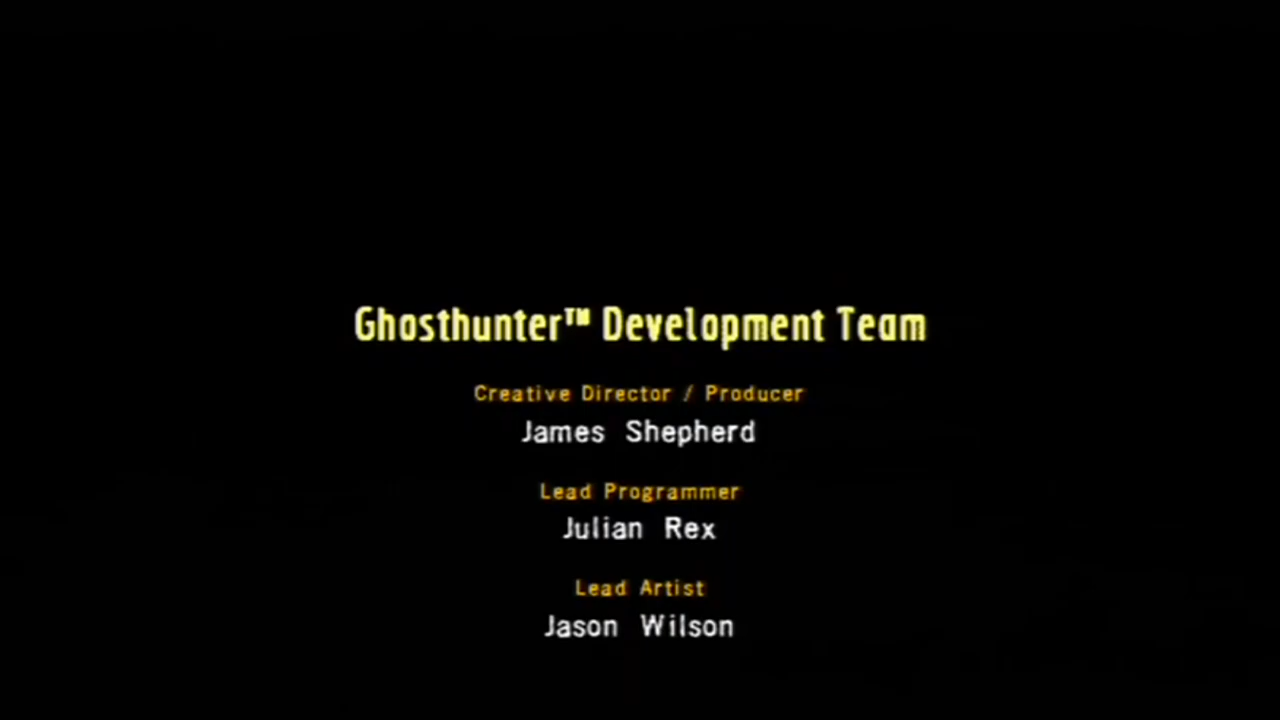 Ghosthunter™ Development Team
Creative Director / Producer
James Shepherd
Lead Programmer
Julian Rex
Lead Artist
Jason Wilson